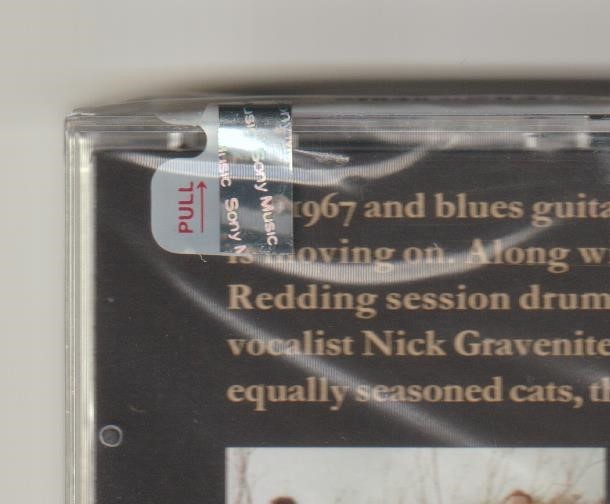 PULL
usic Sony Music
Music Sony M
1967 and blues guita
is moving on. Along w
Redding session drum
vocalist Nick Gravenite
equally seasoned cats, th